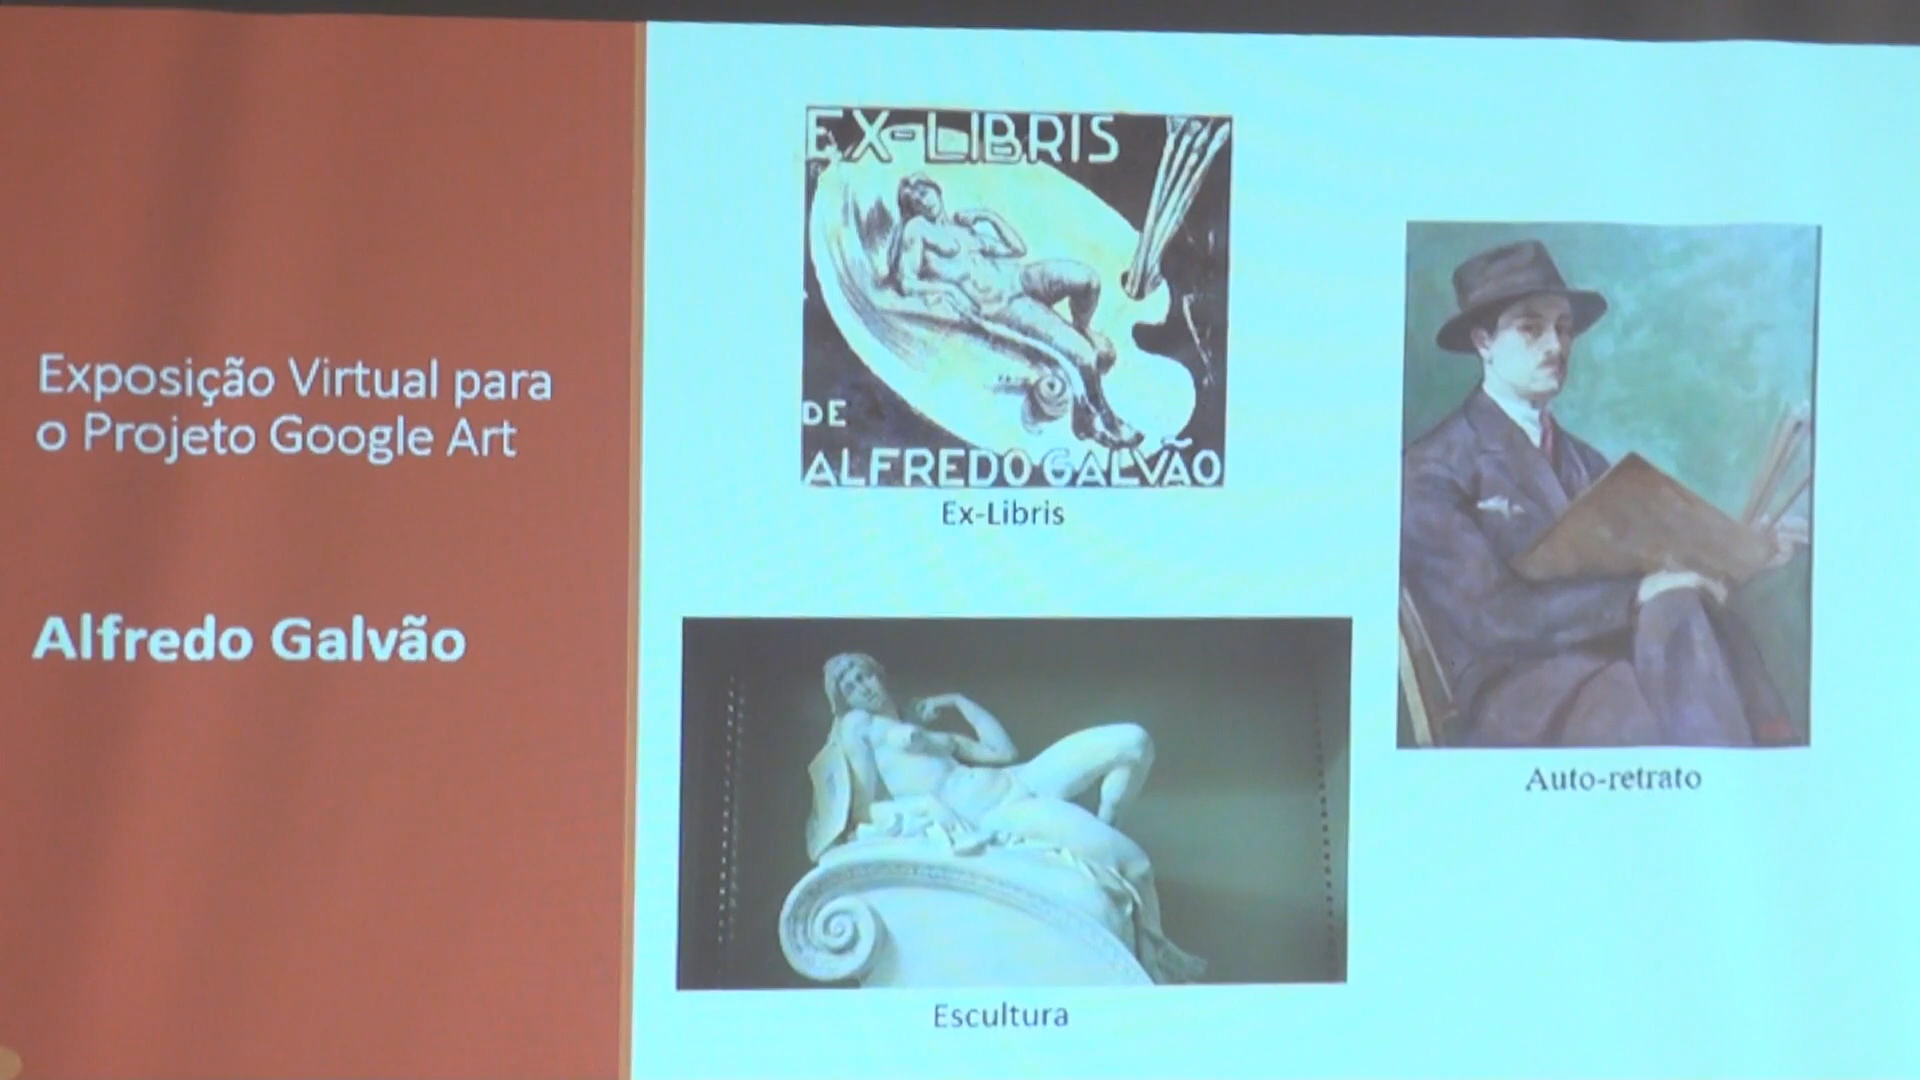 Exposição Virtual para
o Projeto Google Art
Alfredo Galvão
EX-LIBRIS
DE
ALFREDO GALVÃO
Ex-Libris
Auto-retrato
Escultura